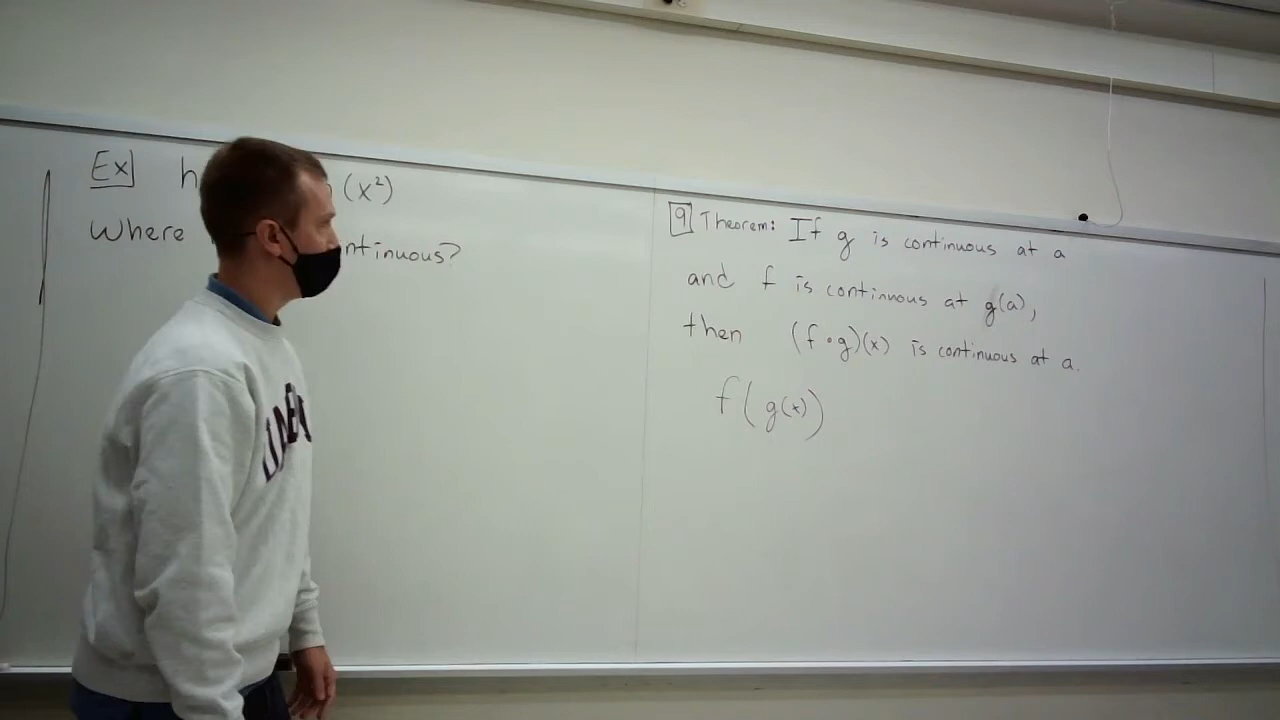 Ex h (x²)
Where ntinuous?
9 Theorem: If g is continuous at a
and f is continuous at g(a),
then (f∘g)(x) is continuous at a.
f(g(x))